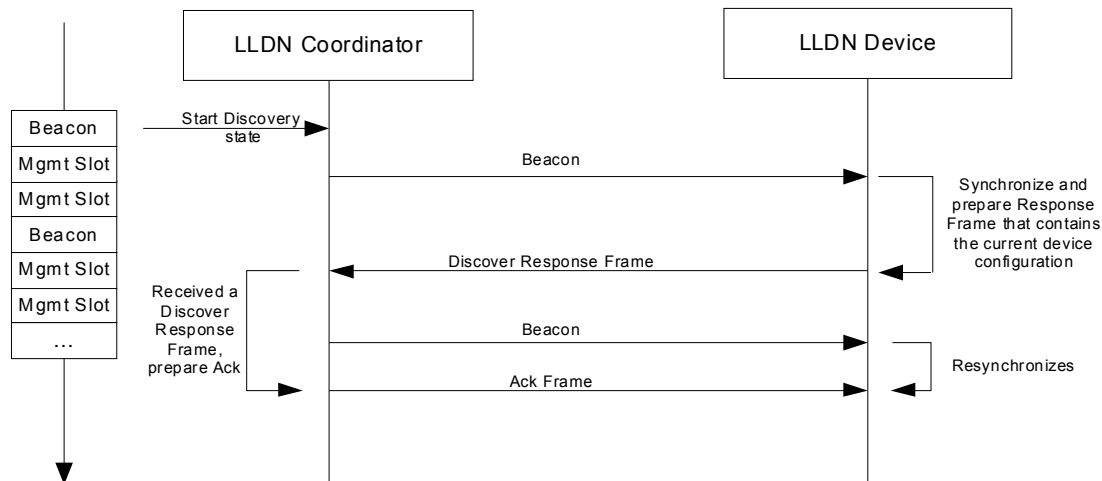 LLDN Coordinator
LLDN Device
Beacon
Mgmt Slot
Mgmt Slot
Beacon
Mgmt Slot
Mgmt Slot
...
Start Discovery
state
Beacon
Synchronize and
prepare Response
Frame that contains
the current device
configuration
Discover Response Frame
Received a
Discover
Response
Frame,
prepare Ack
Beacon
Resynchronizes
Ack Frame